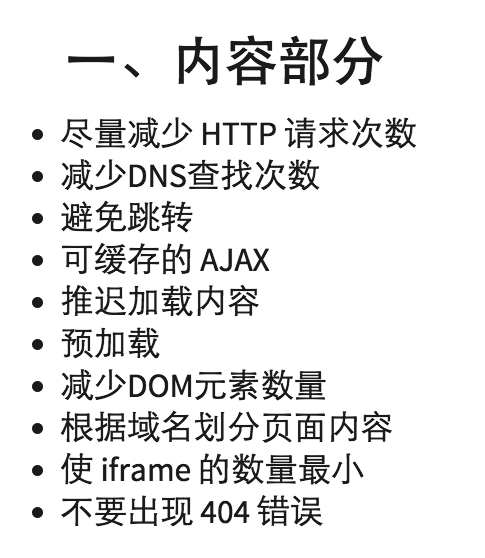 一、内容部分
尽量减少 HTTP 请求次数
减少DNS查找次数
避免跳转
可缓存的 AJAX
推迟加载内容
预加载
减少DOM元素数量
根据域名划分页面内容
使 iframe 的数量最小
不要出现 404 错误